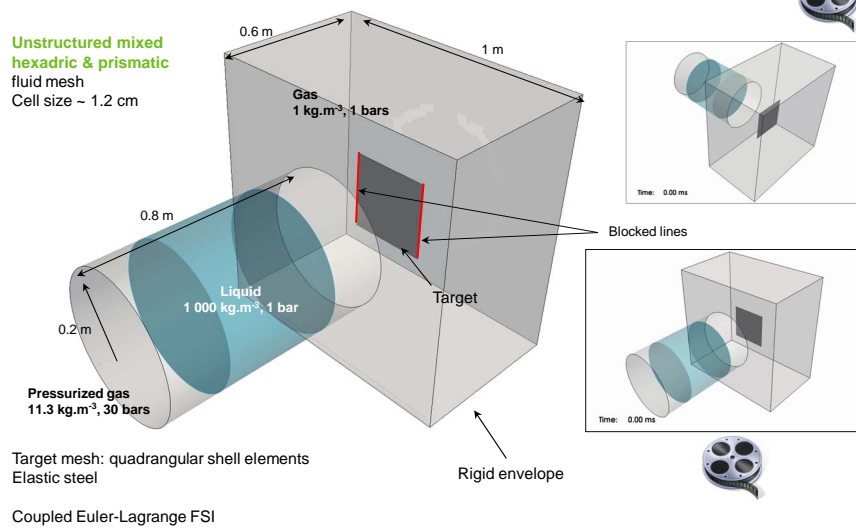 0.6 m
1 m
Unstructured mixed
hexadric & prismatic
fluid mesh
Cell size ~ 1.2 cm
Gas
1 kg.m-3, 1 bars
Time: 0.00 ms
0.8 m
Blocked lines
Target
Liquid
1 000 kg.m-3, 1 bar
0.2 m
Pressurized gas
11.3 kg.m-3, 30 bars
Time: 0.00 ms
Rigid envelope
Target mesh: quadrangular shell elements
Elastic steel
Coupled Euler-Lagrange FSI